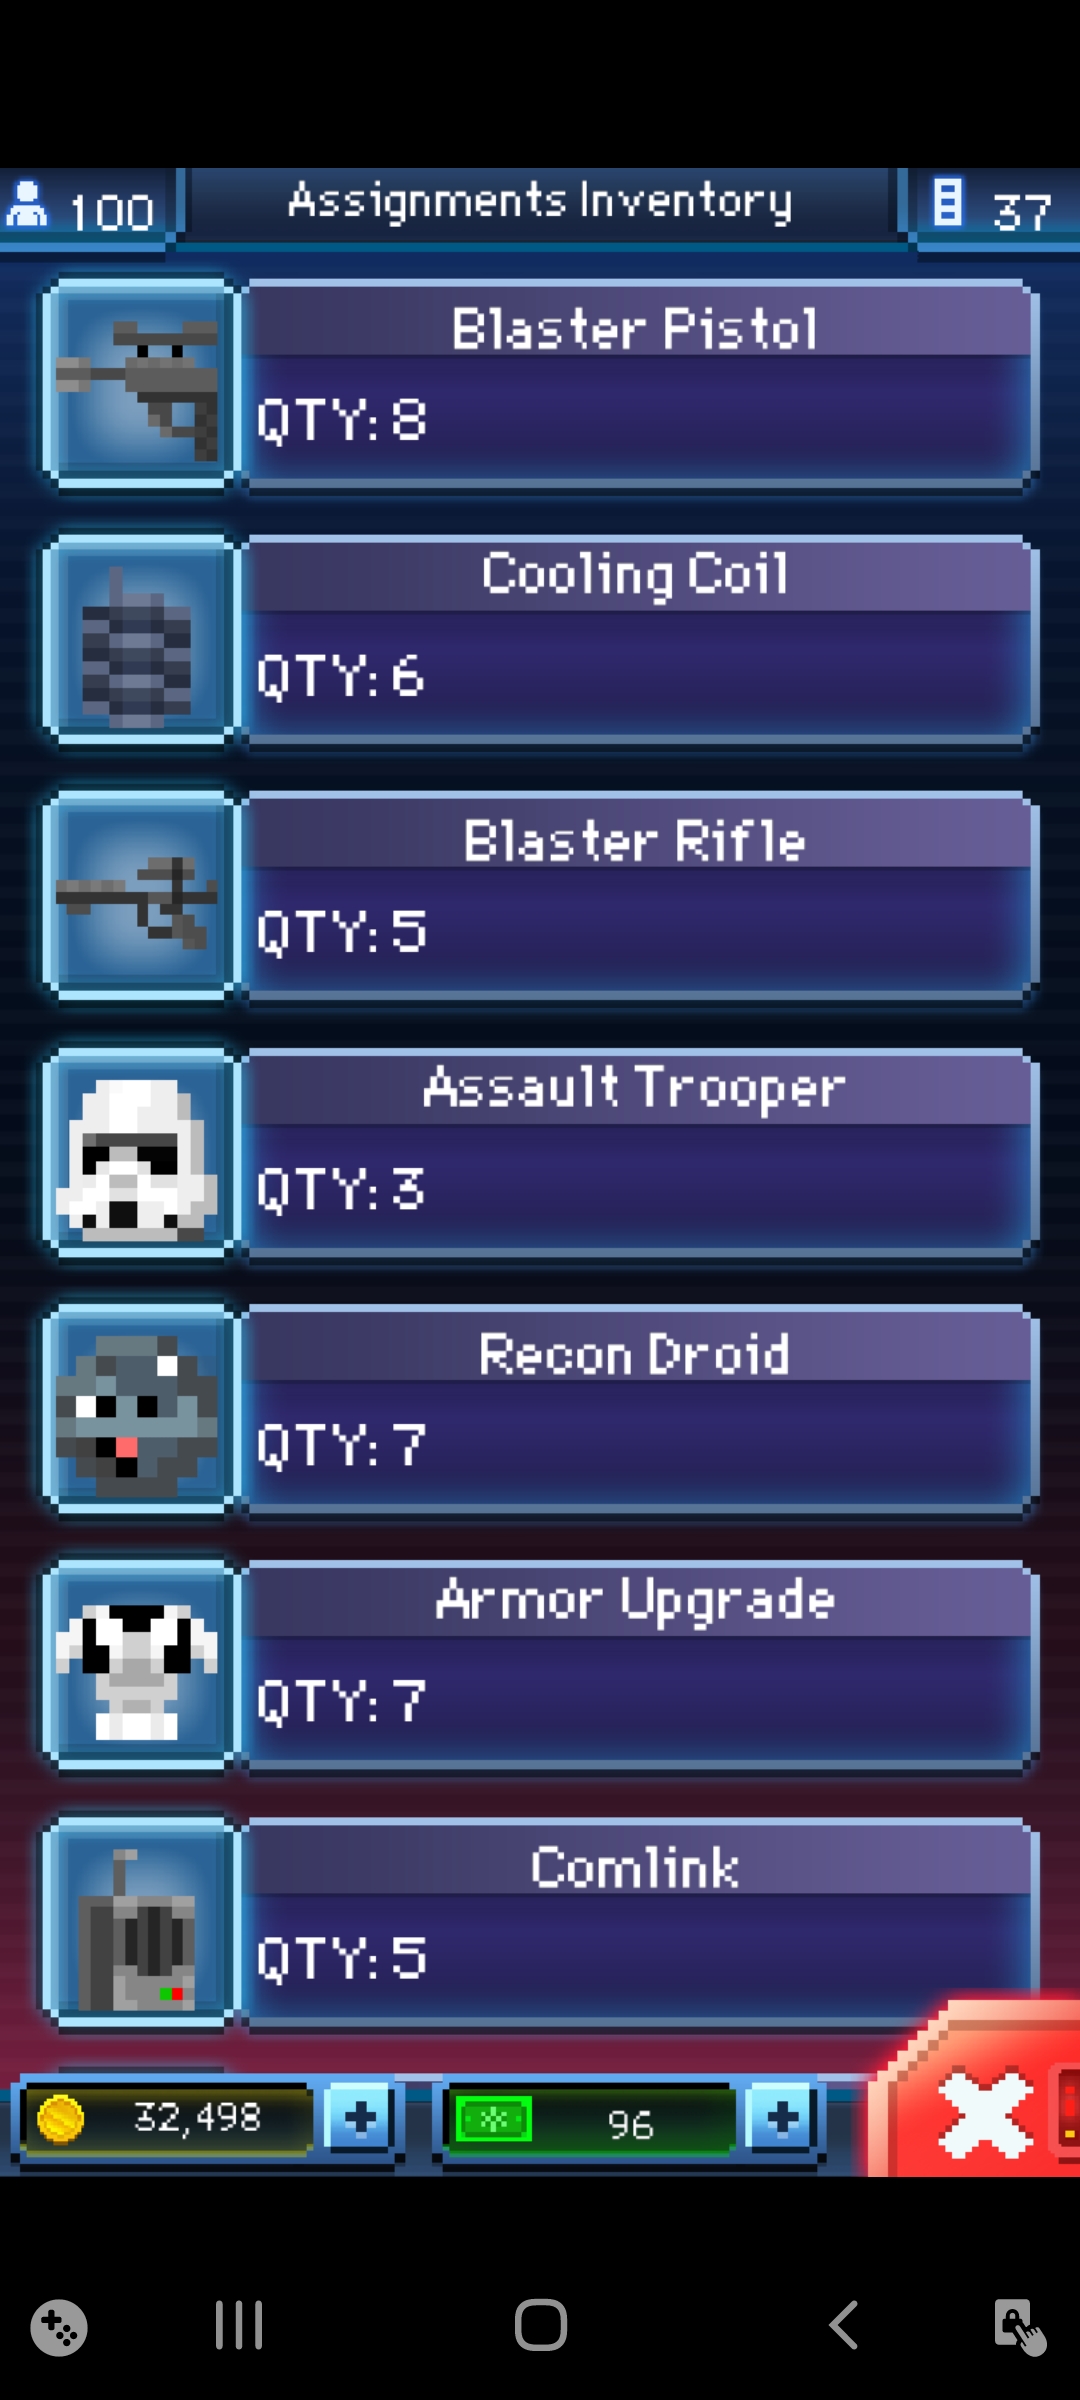 100
Assignments Inventory
37
Blaster Pistol
QTY: 8
Cooling Coil
QTY: 6
Blaster Rifle
QTY: 5
Assault Trooper
QTY: 3
Recon Droid
QTY: 7
Armor Upgrade
QTY: 7
Comlink
QTY: 5
32,498
96